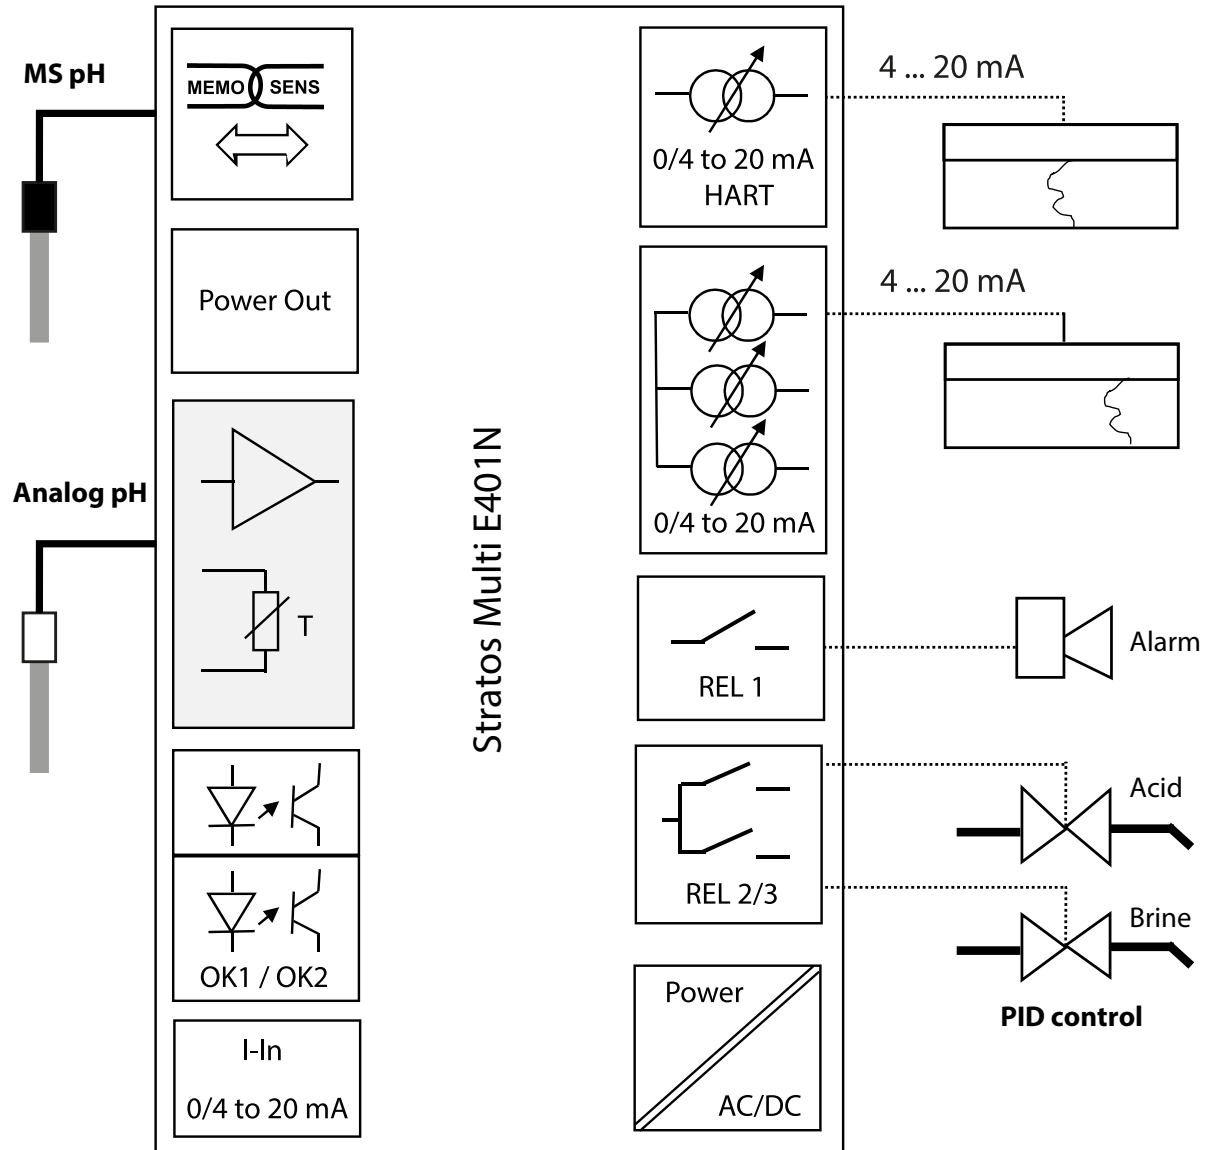 MS pH
MEMO SENS
Power Out
Analog pH
T
OK1 / OK2
I-In
0/4 to 20 mA
Stratos Multi E401N
0/4 to 20 mA
HART
4 ... 20 mA
0/4 to 20 mA
4 ... 20 mA
REL 1
Alarm
REL 2/3
Acid
Brine
PID control
Power
AC/DC